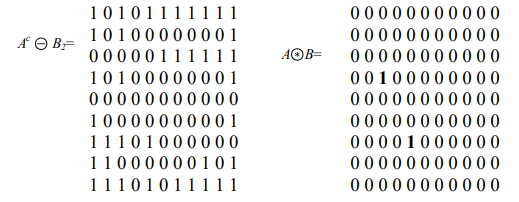 1 0 1 0 1 1 1 1 1 1 1
1 0 1 0 0 0 0 0 0 0 1
Aᶜ ⊖ B₂=
0 0 0 0 0 1 1 1 1 1 1
1 0 1 0 0 0 0 0 0 0 1
0 0 0 0 0 0 0 0 0 0 0
1 0 0 0 0 0 0 0 0 0 1
1 1 1 0 1 0 0 0 0 0 0
1 1 0 0 0 0 0 0 1 0 1
1 1 1 0 1 0 1 1 1 1 1
A⊛B=
0 0 0 0 0 0 0 0 0 0 0
0 0 0 0 0 0 0 0 0 0 0
0 0 0 0 0 0 0 0 0 0 0
0 0 1 0 0 0 0 0 0 0 0
0 0 0 0 0 0 0 0 0 0 0
0 0 0 0 0 0 0 0 0 0 0
0 0 0 0 1 0 0 0 0 0 0
0 0 0 0 0 0 0 0 0 0 0
0 0 0 0 0 0 0 0 0 0 0